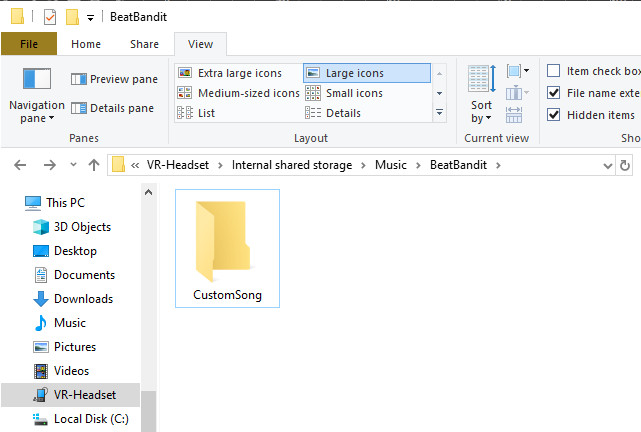 BeatBandit
File Home Share View
Navigation pane
Preview pane
Details pane
Panes
Extra large icons Large icons
Medium-sized icons Small icons
List Details
Layout
Sort by
Current view
Item check box
File name exte
Hidden items
Sho
« VR-Headset › Internal shared storage › Music › BeatBandit ›
This PC
3D Objects
Desktop
Documents
Downloads
Music
Pictures
Videos
VR-Headset
Local Disk (C:)
CustomSong